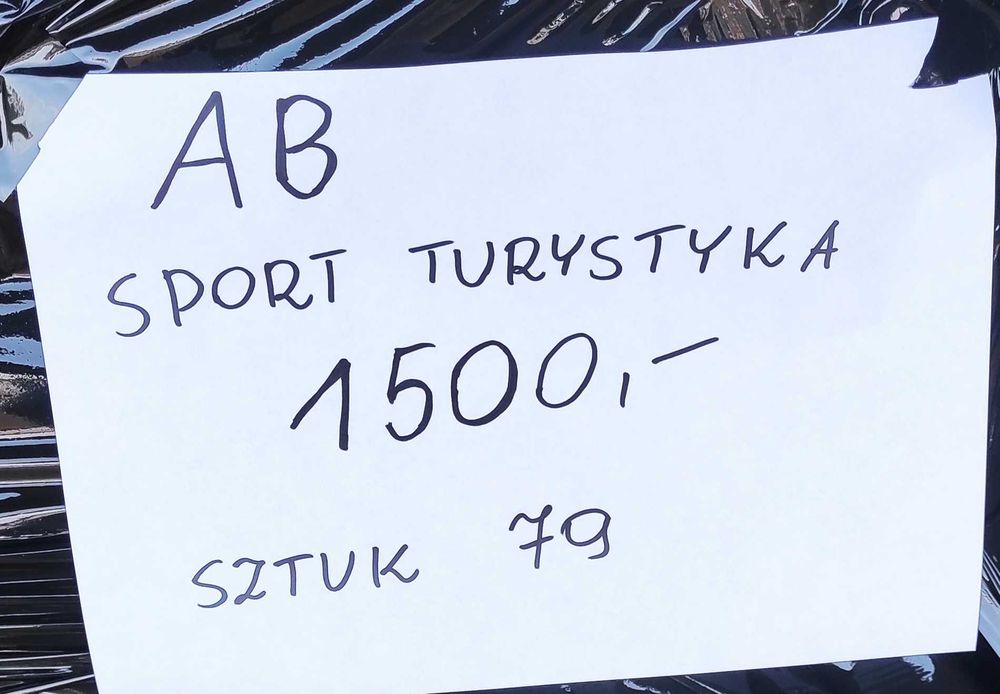 AB
SPORT TURYSTYKA
1500,-
SZTUK 79